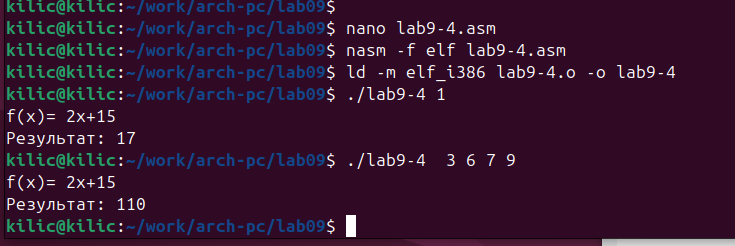 kilic@kilic:~/work/arch-pc/lab09$
kilic@kilic:~/work/arch-pc/lab09$ nano lab9-4.asm
kilic@kilic:~/work/arch-pc/lab09$ nasm -f elf lab9-4.asm
kilic@kilic:~/work/arch-pc/lab09$ ld -m elf_i386 lab9-4.o -o lab9-4
kilic@kilic:~/work/arch-pc/lab09$ ./lab9-4 1
f(x)= 2x+15
Результат: 17
kilic@kilic:~/work/arch-pc/lab09$ ./lab9-4  3 6 7 9
f(x)= 2x+15
Результат: 110
kilic@kilic:~/work/arch-pc/lab09$